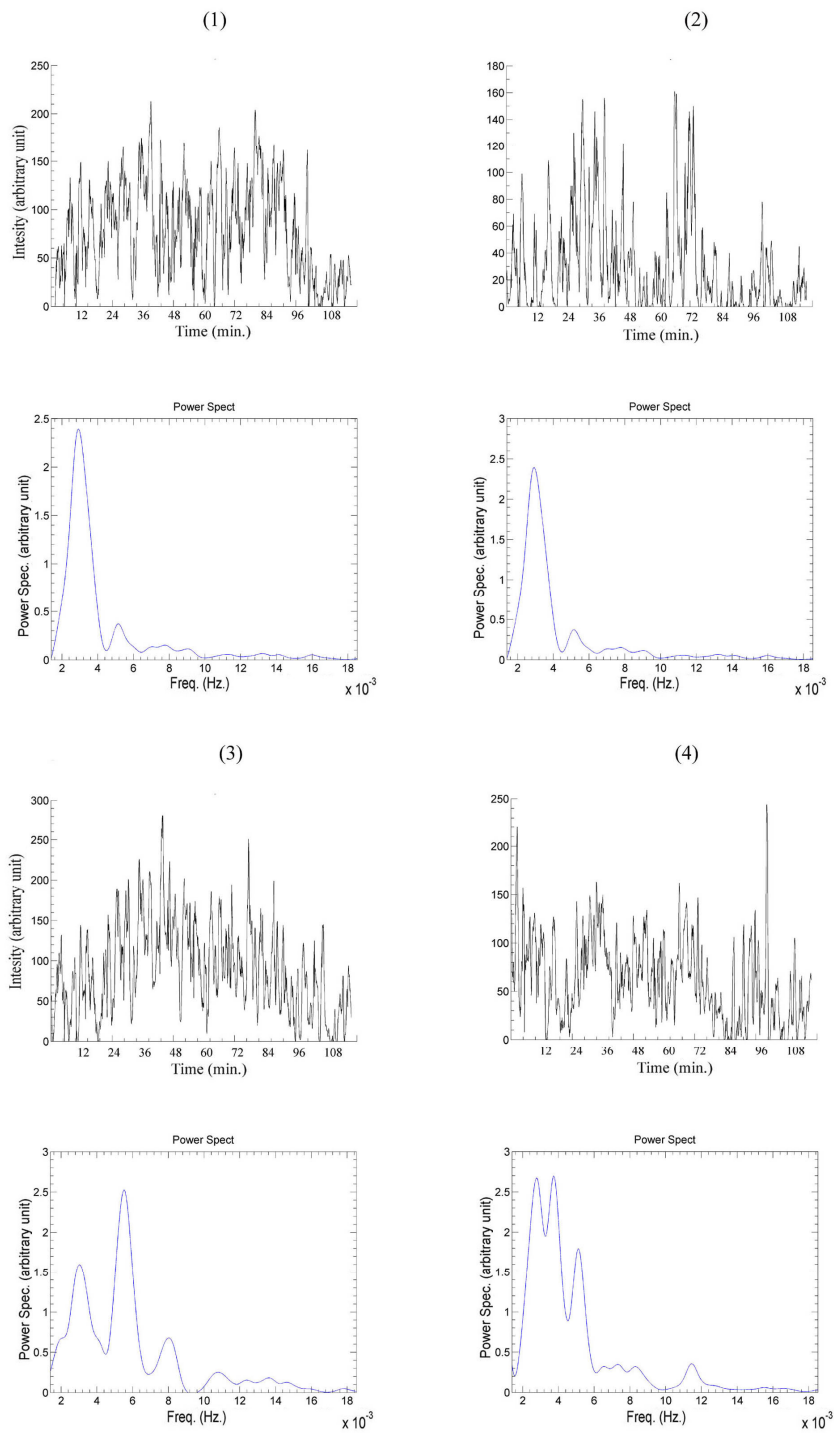 (1)
(2)
250
200
150
100
50
0
Intesity (arbitrary unit)
12 24 36 48 60 72 84 96 108
Time (min.)
180
160
140
120
100
80
60
40
20
0
12 24 36 48 60 72 84 96 108
Time (min.)
Power Spect
2.5
2
1.5
1
0.5
0
Power Spec. (arbitrary unit)
2 4 6 8 10 12 14 16 18
Freq. (Hz.)
x 10-3
Power Spect
3
2.5
2
1.5
1
0.5
0
Power Spec. (arbitrary unit)
2 4 6 8 10 12 14 16 18
Freq. (Hz.)
x 10-3
(3)
(4)
300
250
200
150
100
50
0
Intesity (arbitrary unit)
12 24 36 48 60 72 84 96 108
Time (min.)
250
200
150
100
50
0
12 24 36 48 60 72 84 96 108
Time (min.)
Power Spect
3
2.5
2
1.5
1
0.5
0
Power Spec. (arbitrary unit)
2 4 6 8 10 12 14 16 18
Freq. (Hz.)
x 10-3
Power Spect
3
2.5
2
1.5
1
0.5
0
Power Spec. (arbitrary unit)
2 4 6 8 10 12 14 16 18
Freq. (Hz.)
x 10-3